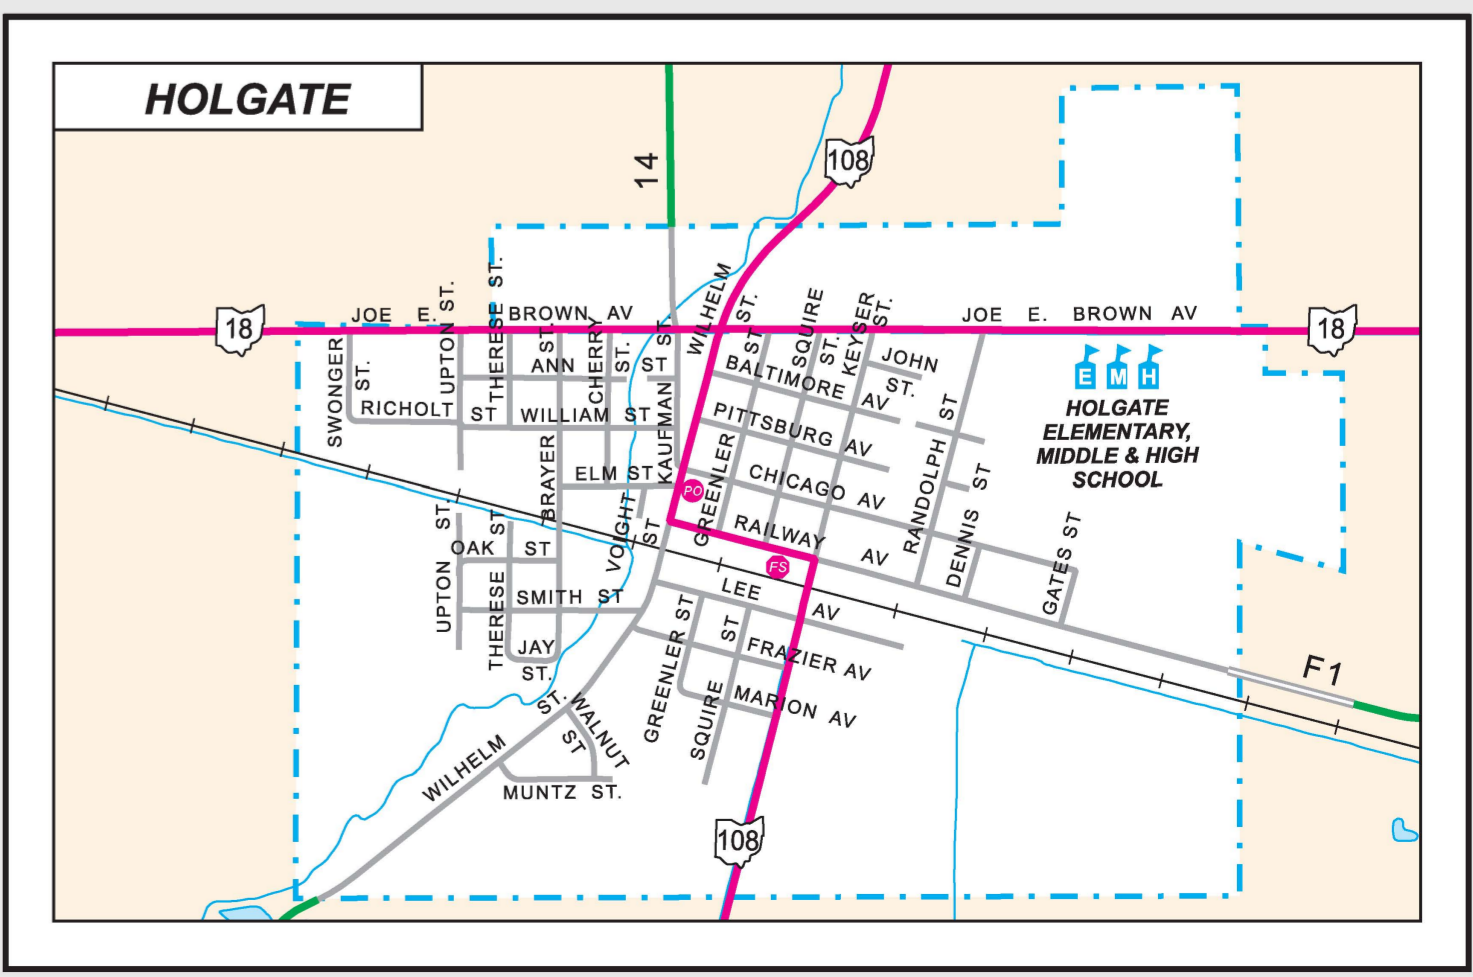 HOLGATE
14
108
18
JOE E. BROWN AV
JOE E. BROWN AV
18
SWONGER ST.
UPTON ST.
THERESE ST.
BRAYER ST.
CHERRY ST.
KAUFMAN ST.
WILHELM ST.
GREENLER ST
SQUIRE ST.
KEYSER ST.
JOHN ST.
ANN ST
RICHOLT ST
WILLIAM ST
ELM ST
VOIGHT ST
BALTIMORE AV
PITTSBURG AV
CHICAGO AV
RAILWAY AV
RANDOLPH ST
DENNIS ST
GATES ST
E M H
HOLGATE
ELEMENTARY,
MIDDLE & HIGH
SCHOOL
PO
FS
UPTON ST.
THERESE ST
OAK ST
SMITH ST
JAY ST.
LEE AV
FRAZIER AV
MARION AV
GREENLER ST
SQUIRE ST
WILHELM ST.
WALNUT ST
MUNTZ ST.
F1
108